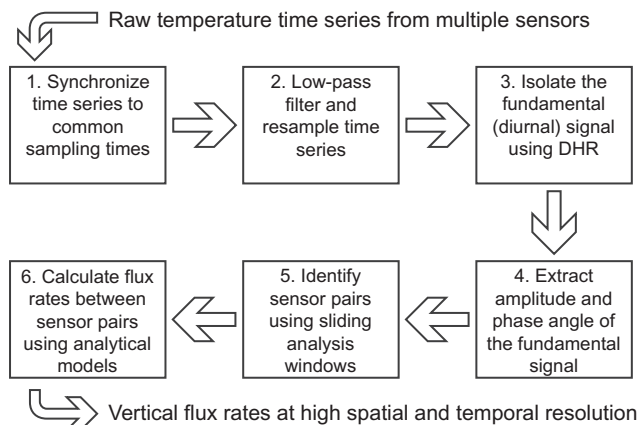 Raw temperature time series from multiple sensors
1. Synchronize
time series to
common
sampling times
2. Low-pass
filter and
resample time
series
3. Isolate the
fundamental
(diurnal) signal
using DHR
4. Extract
amplitude and
phase angle of
the fundamental
signal
5. Identify
sensor pairs
using sliding
analysis
windows
6. Calculate flux
rates between
sensor pairs
using analytical
models
Vertical flux rates at high spatial and temporal resolution